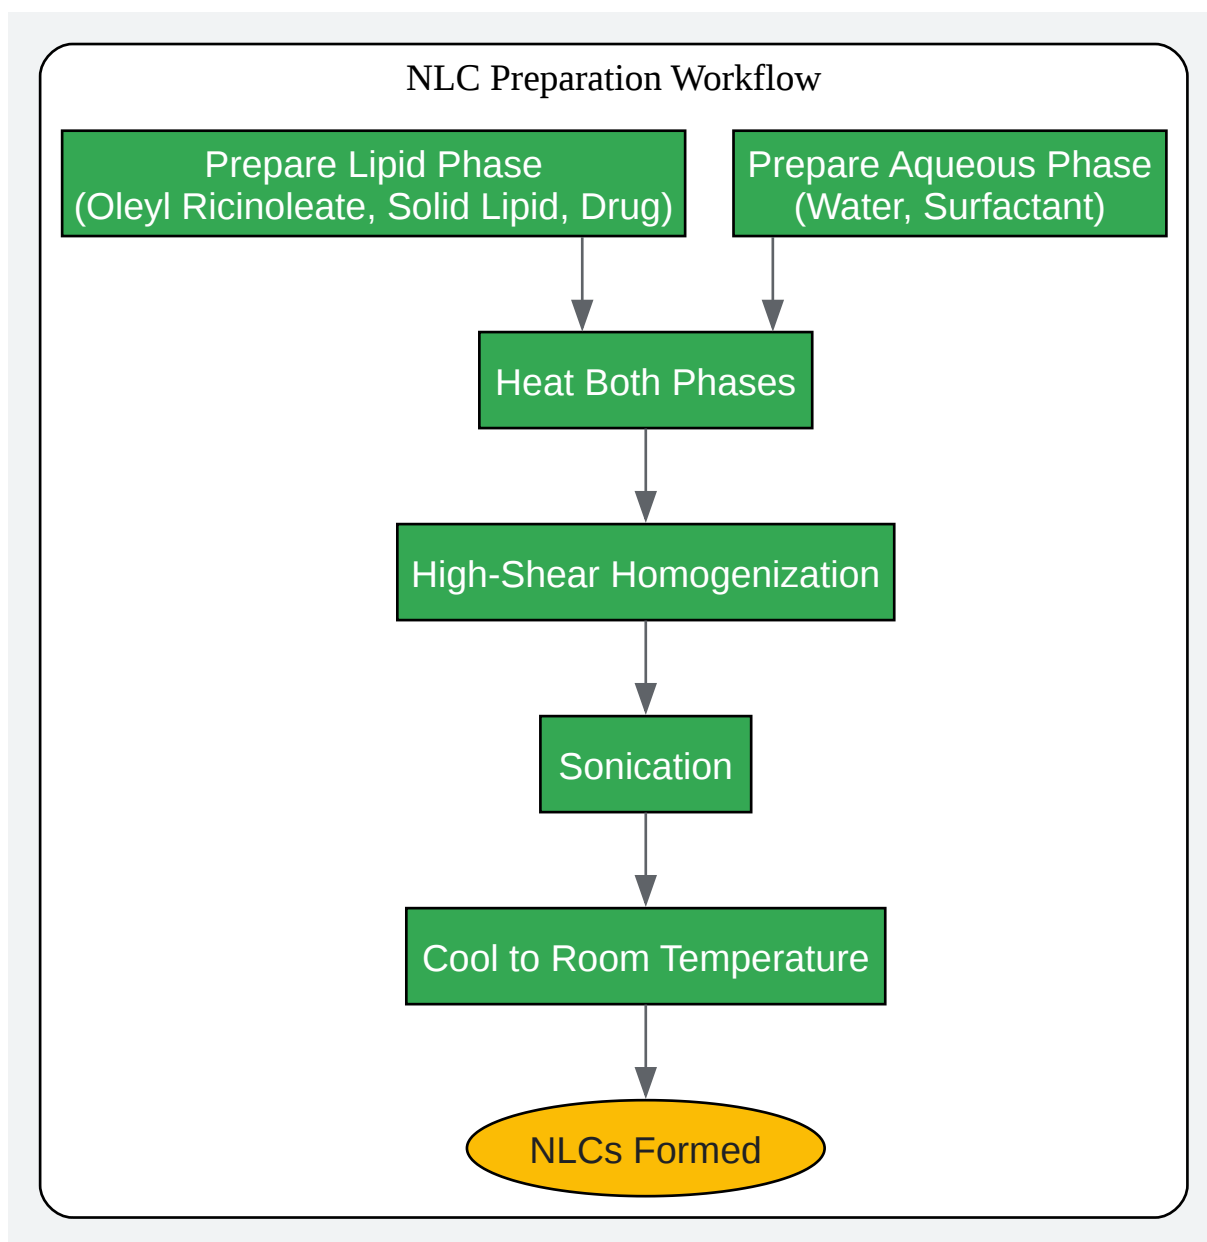 NLC Preparation Workflow
Prepare Lipid Phase
(Oleyl Ricinoleate, Solid Lipid, Drug)
Prepare Aqueous Phase
(Water, Surfactant)
Heat Both Phases
High-Shear Homogenization
Sonication
Cool to Room Temperature
NLCs Formed